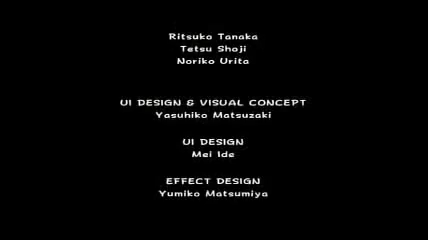 Ritsuko Tanaka
Tetsu Shoji
Noriko Urita
UI DESIGN & VISUAL CONCEPT
Yasuhiko Matsuzaki
UI DESIGN
Mei Ide
EFFECT DESIGN
Yumiko Matsumiya